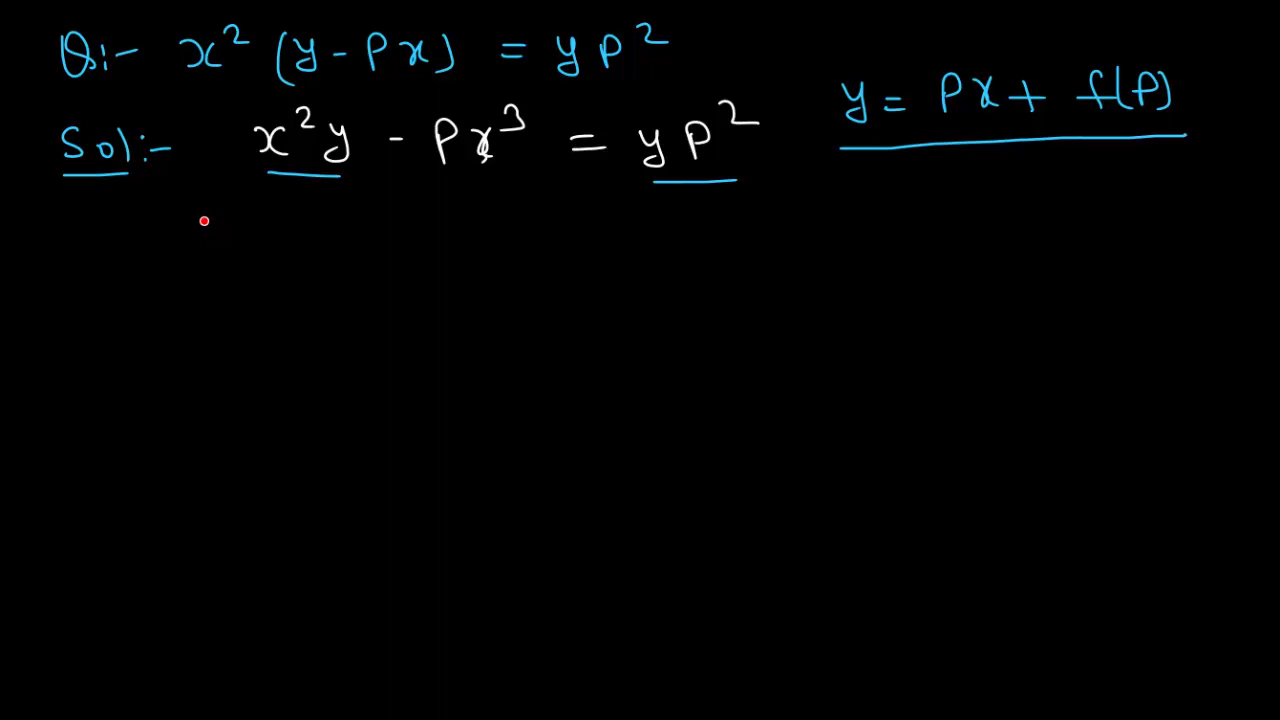 Q:- x² (y - Px) = yP²
y = Px + f(P)
Sol:- x²y - Px³ = yP²